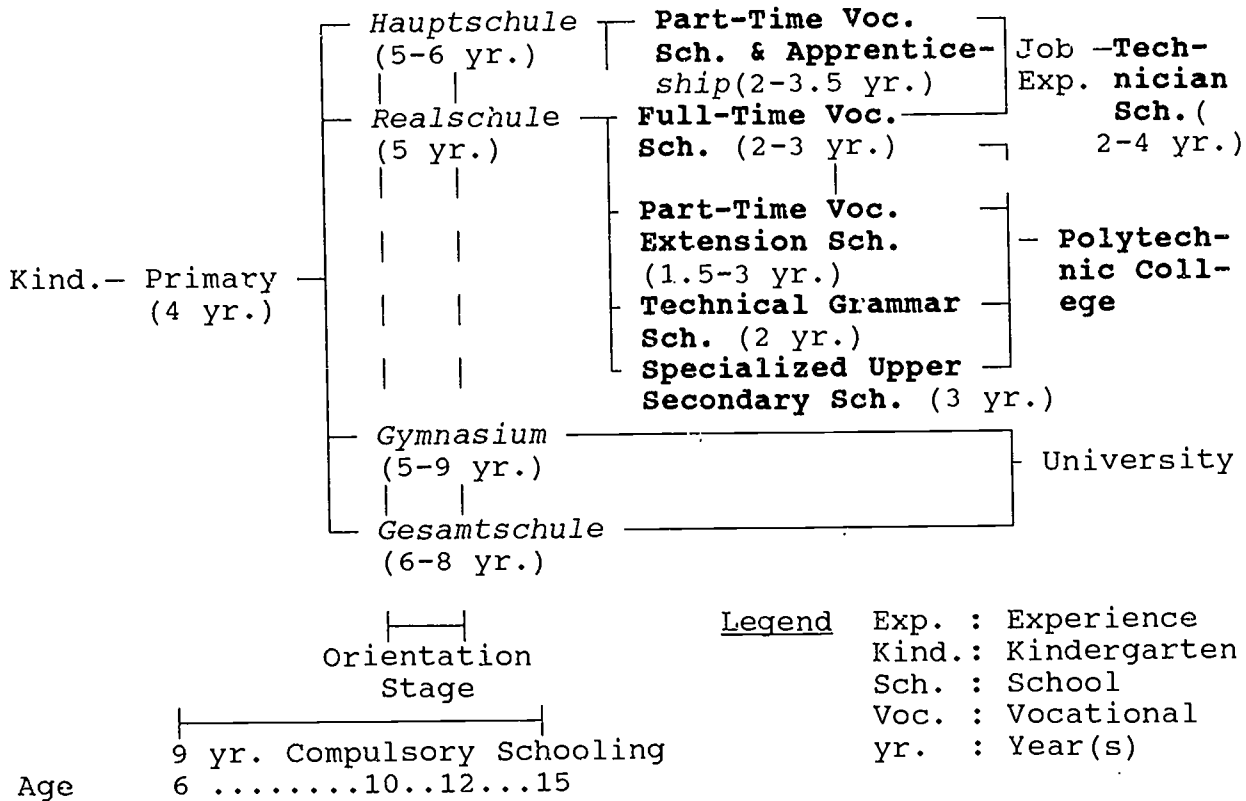 Hauptschule Part-Time Voc.
(5-6 yr.) Sch. & Apprentice- Job Tech-
ship(2-3.5 yr.) Exp. nician
Realschule Full-Time Voc. Sch.(
(5 yr.) Sch. (2-3 yr.) 2-4 yr.)
Part-Time Voc.
Extension Sch. Polytech-
Kind. Primary (1.5-3 yr.) nic Coll-
(4 yr.) Technical Grammar ege
Sch. (2 yr.)
Specialized Upper
Secondary Sch. (3 yr.)
Gymnasium
(5-9 yr.) University
Gesamtschule
(6-8 yr.)
Legend Exp. : Experience
Orientation Kind.: Kindergarten
Stage Sch. : School
Voc. : Vocational
9 yr. Compulsory Schooling yr. : Year(s)
Age 6 ........10..12...15